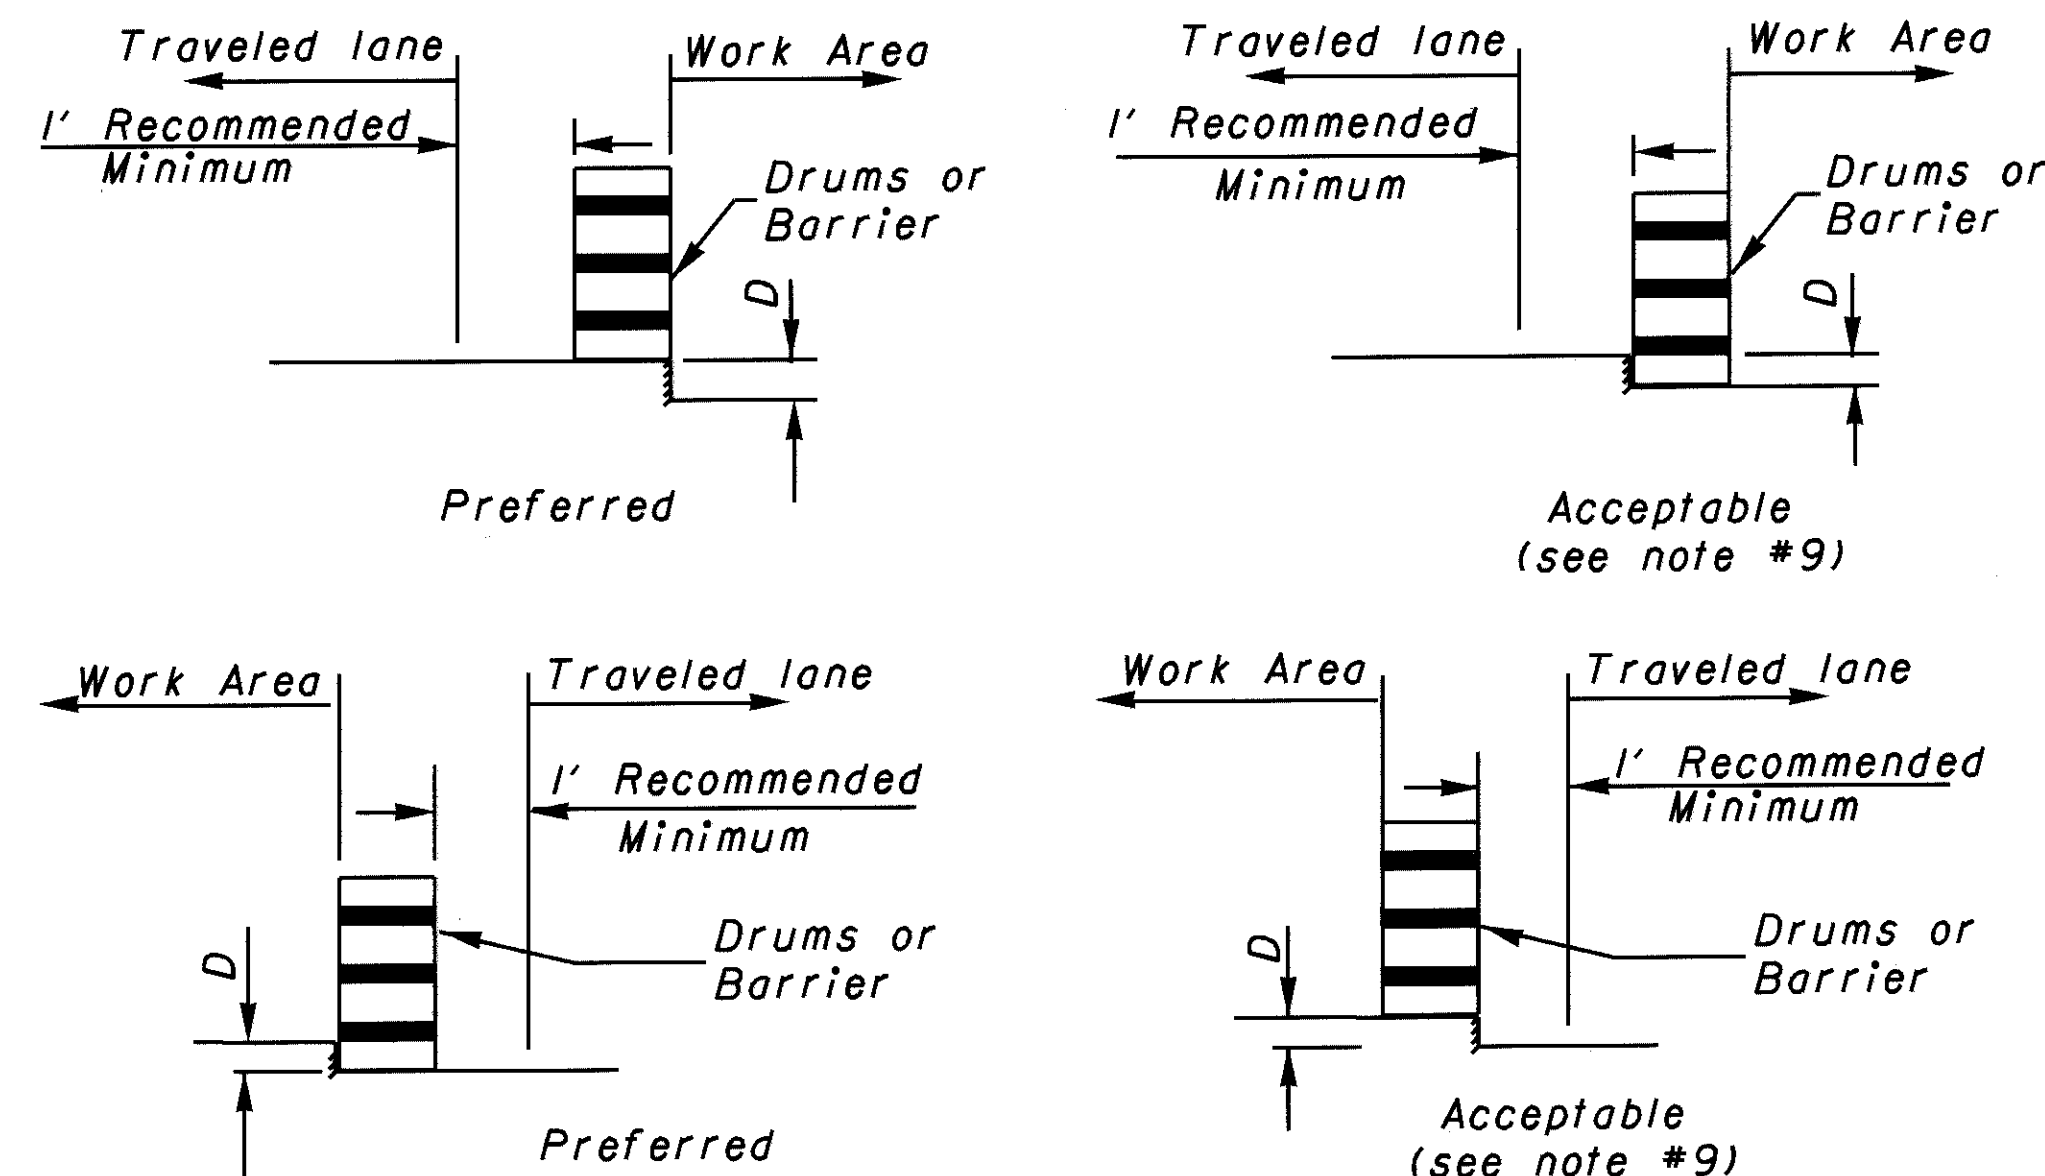 Traveled lane
Work Area
1' Recommended
Minimum
Drums or
Barrier
D
Preferred
Traveled lane
Work Area
1' Recommended
Minimum
Drums or
Barrier
D
Acceptable
(see note #9)
Work Area
Traveled lane
1' Recommended
Minimum
Drums or
Barrier
D
Preferred
Work Area
Traveled lane
1' Recommended
Minimum
Drums or
Barrier
D
Acceptable
(see note #9)